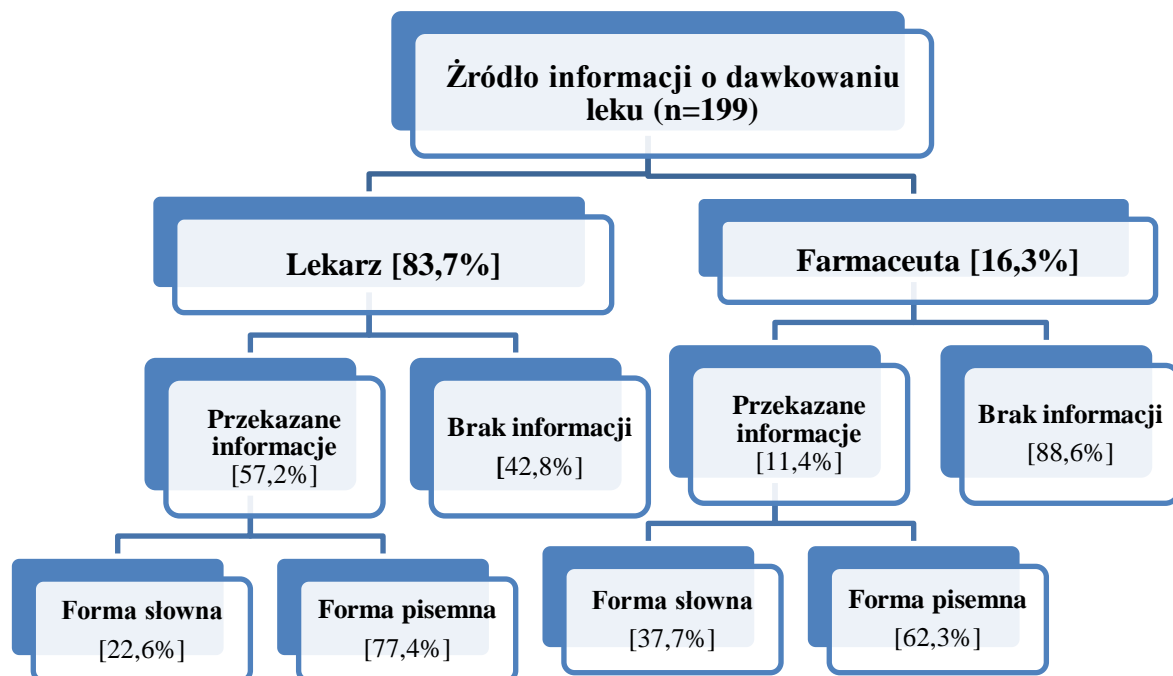 Źródło informacji o dawkowaniu
leku (n=199)
Lekarz [83,7%]
Farmaceuta [16,3%]
Przekazane
informacje
[57,2%]
Brak informacji
[42,8%]
Przekazane
informacje
[11,4%]
Brak informacji
[88,6%]
Forma słowna
[22,6%]
Forma pisemna
[77,4%]
Forma słowna
[37,7%]
Forma pisemna
[62,3%]